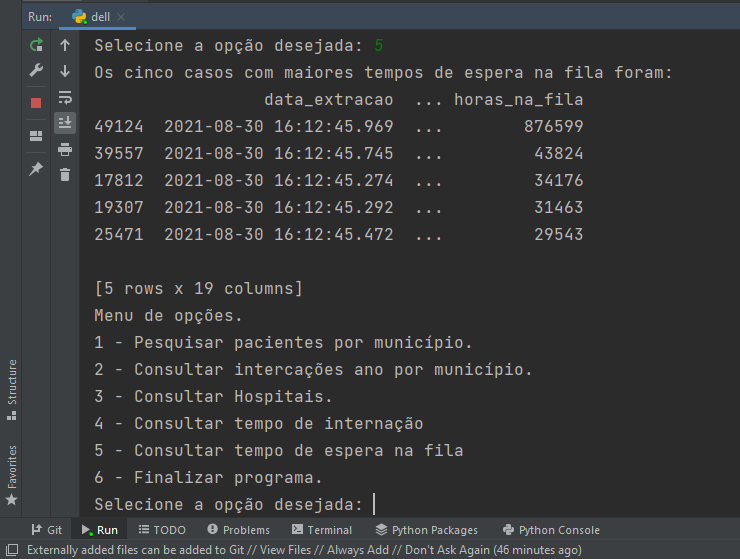 Run: dell
Selecione a opção desejada: 5
Os cinco casos com maiores tempos de espera na fila foram:
data_extracao ... horas_na_fila
49124 2021-08-30 16:12:45.969 ... 876599
39557 2021-08-30 16:12:45.745 ... 43824
17812 2021-08-30 16:12:45.274 ... 34176
19307 2021-08-30 16:12:45.292 ... 31463
25471 2021-08-30 16:12:45.472 ... 29543
[5 rows x 19 columns]
Menu de opções.
1 - Pesquisar pacientes por município.
2 - Consultar intercações ano por município.
3 - Consultar Hospitais.
4 - Consultar tempo de internação
5 - Consultar tempo de espera na fila
6 - Finalizar programa.
Selecione a opção desejada:
Structure
Favorites
Git Run TODO Problems Terminal Python Packages Python Console
Externally added files can be added to Git // View Files // Always Add // Don't Ask Again (46 minutes ago)